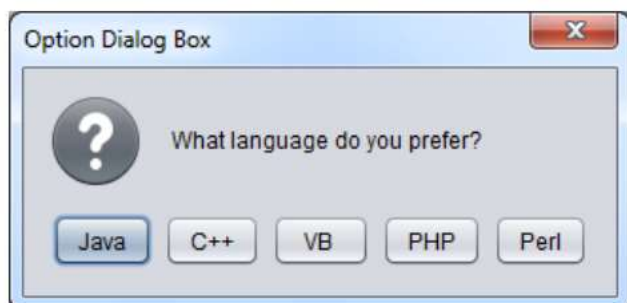 Option Dialog Box
What language do you prefer?
Java C++ VB PHP Perl